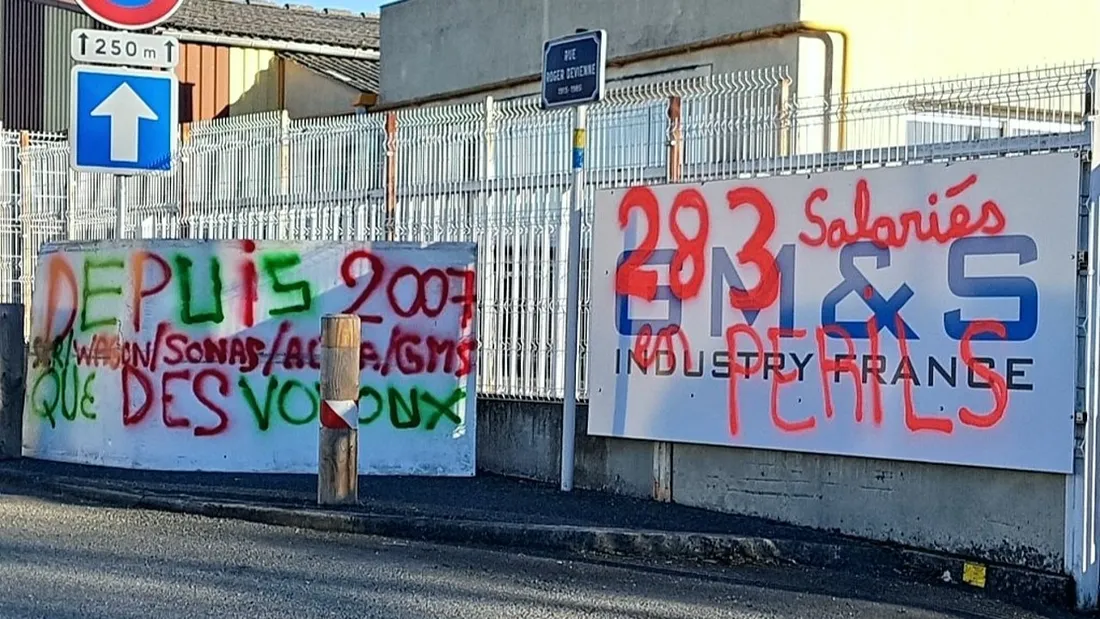 250 m
RUE
ROGER DEVIENNE
DEPUiS 2007
/WAGON/SONAS/ /GMS
QUE DES VOYOUX
283 Salariés
GM&S
INDUSTRY FRANCE
en PERiLS